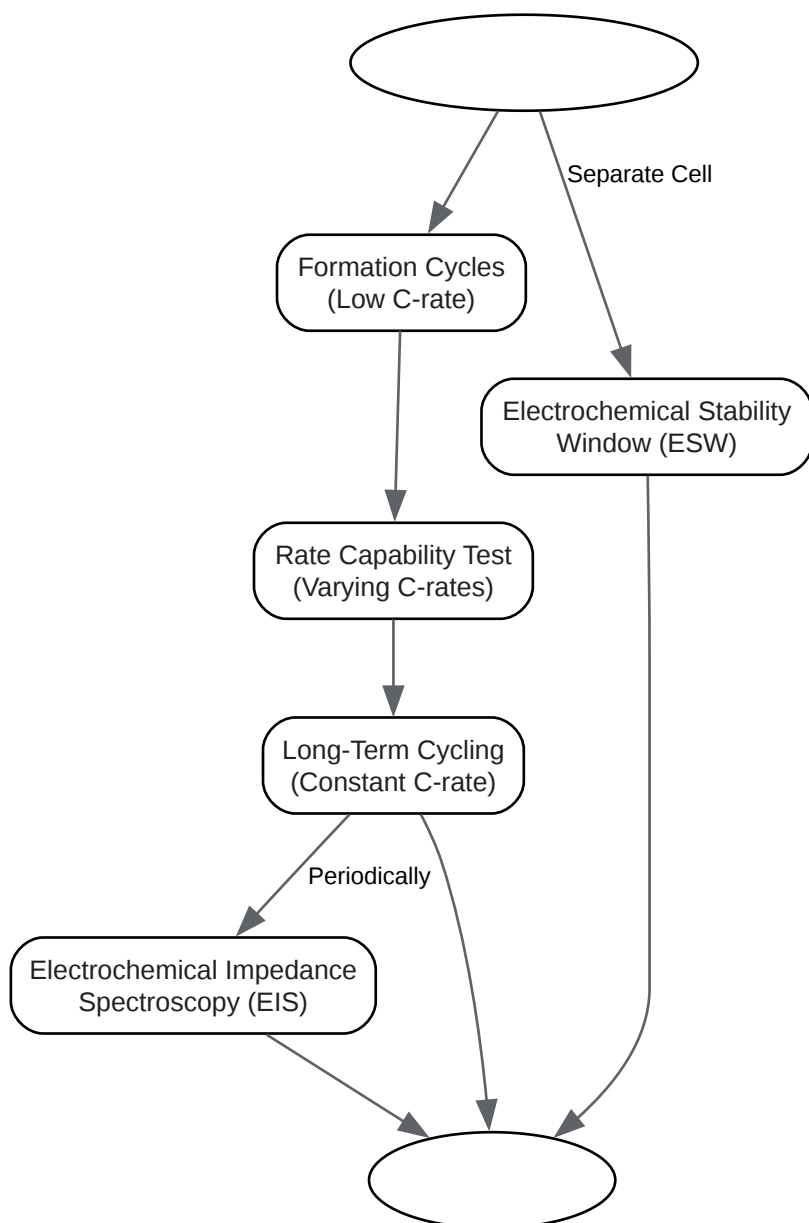 Separate Cell
Formation Cycles
(Low C-rate)
Electrochemical Stability
Window (ESW)
Rate Capability Test
(Varying C-rates)
Long-Term Cycling
(Constant C-rate)
Periodically
Electrochemical Impedance
Spectroscopy (EIS)